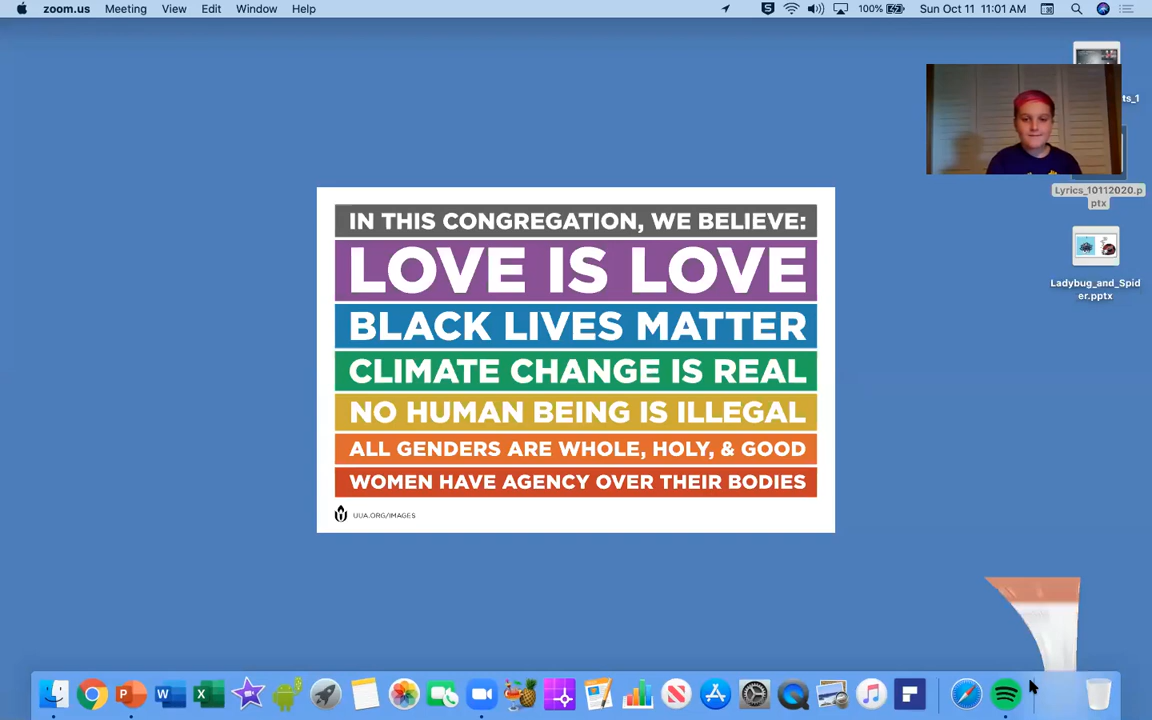 zoom.us Meeting View Edit Window Help 100% Sun Oct 11 11:01 AM
ts_1
Lyrics_10112020.p
ptx
Ladybug_and_Spid
er.pptx
IN THIS CONGREGATION, WE BELIEVE:
LOVE IS LOVE
BLACK LIVES MATTER
CLIMATE CHANGE IS REAL
NO HUMAN BEING IS ILLEGAL
ALL GENDERS ARE WHOLE, HOLY, & GOOD
WOMEN HAVE AGENCY OVER THEIR BODIES
UUA.ORG/IMAGES